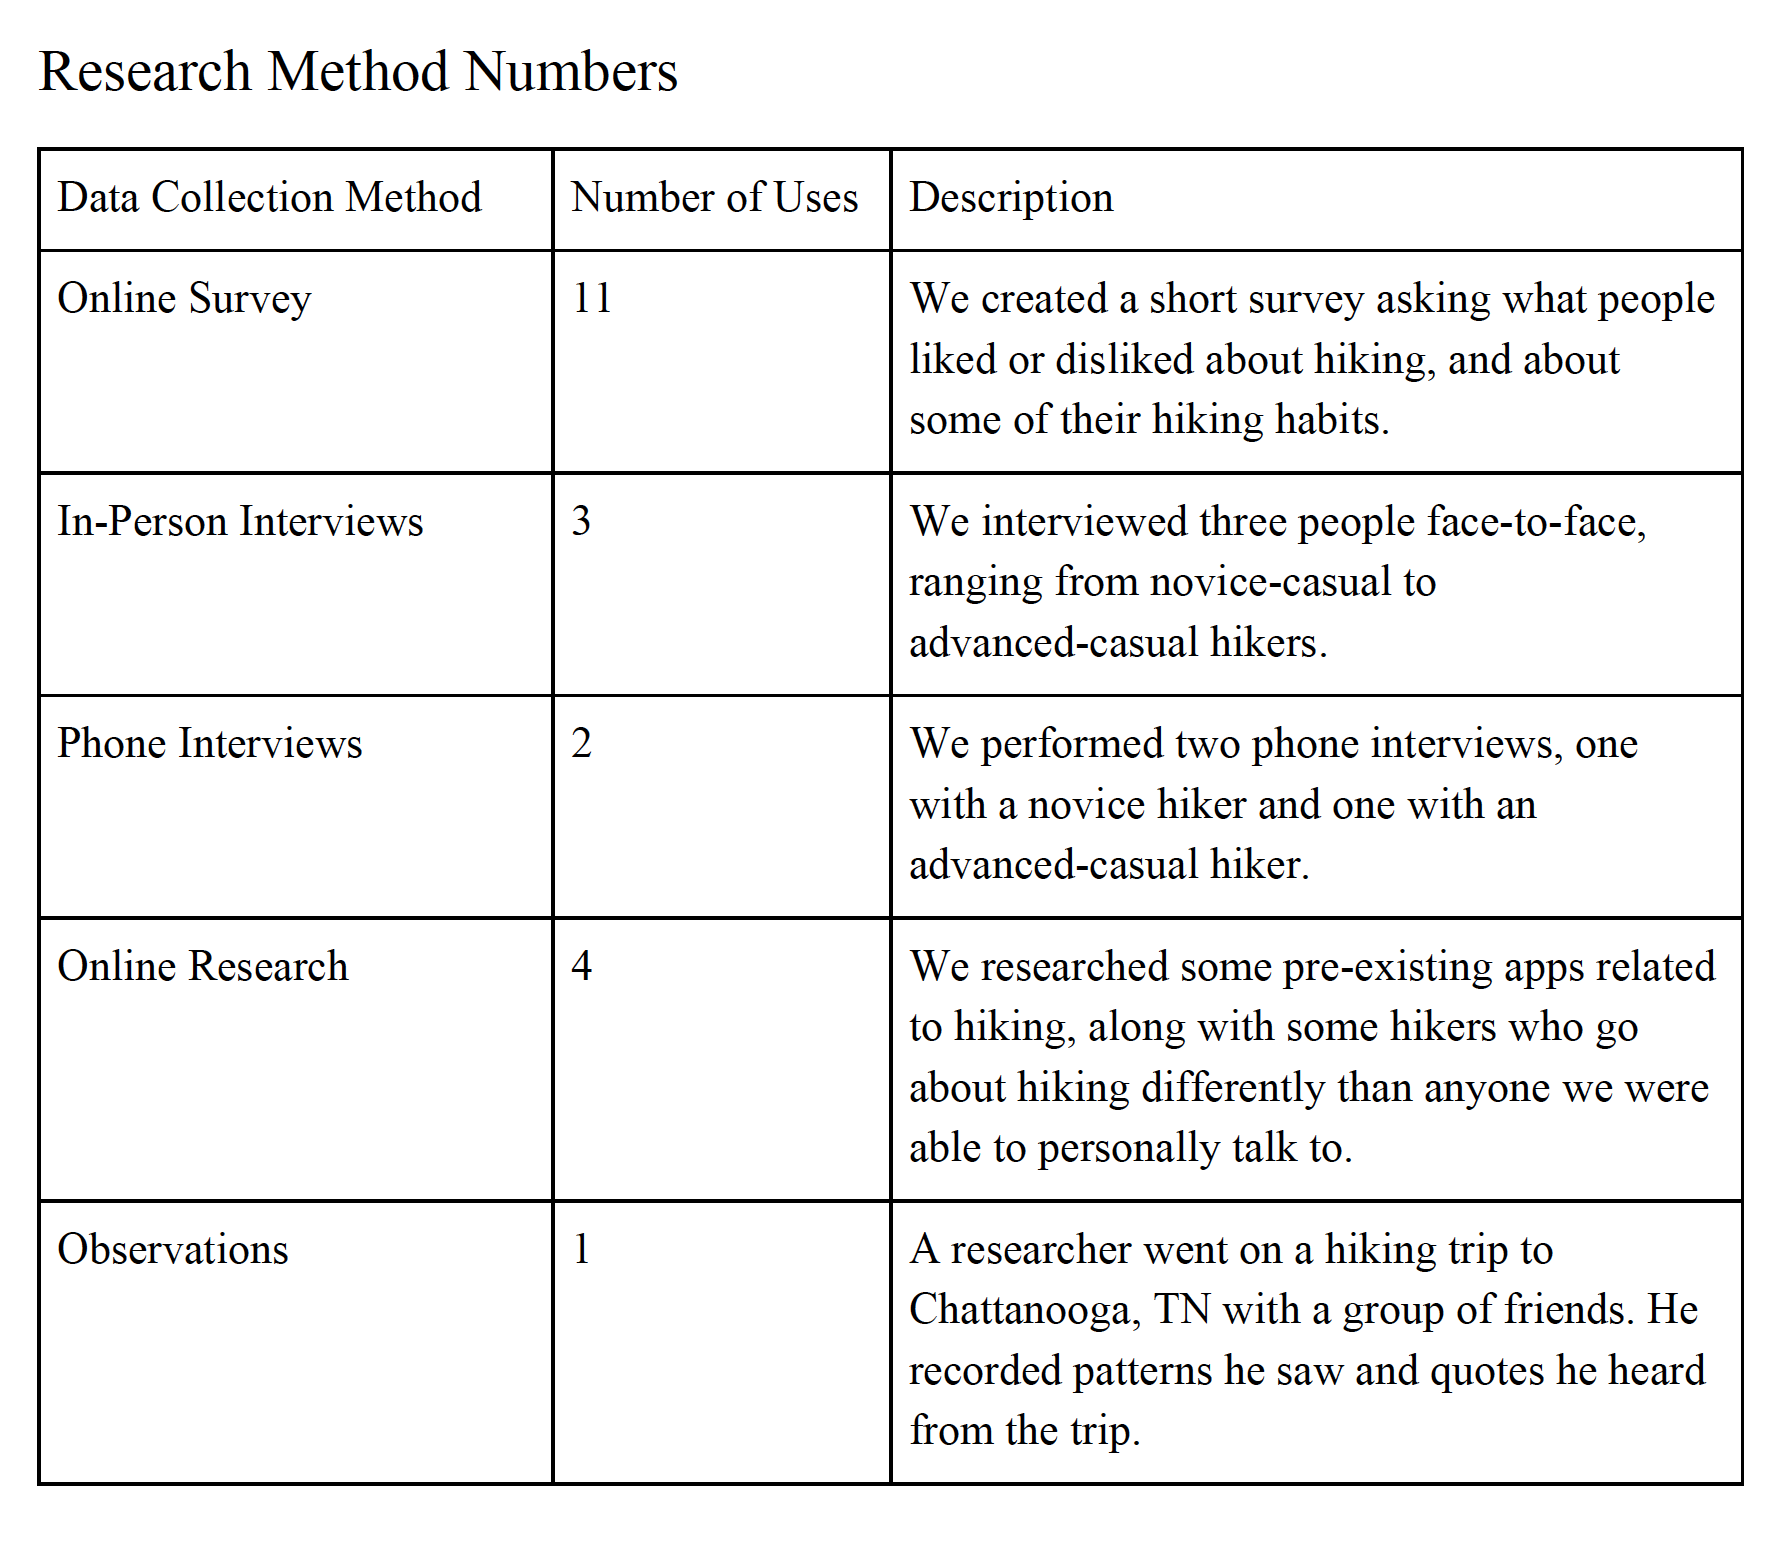 Research Method Numbers
Data Collection Method Number of Uses Description
Online Survey 11 We created a short survey asking what people
liked or disliked about hiking, and about
some of their hiking habits.
In-Person Interviews 3 We interviewed three people face-to-face,
ranging from novice-casual to
advanced-casual hikers.
Phone Interviews 2 We performed two phone interviews, one
with a novice hiker and one with an
advanced-casual hiker.
Online Research 4 We researched some pre-existing apps related
to hiking, along with some hikers who go
about hiking differently than anyone we were
able to personally talk to.
Observations 1 A researcher went on a hiking trip to
Chattanooga, TN with a group of friends. He
recorded patterns he saw and quotes he heard
from the trip.